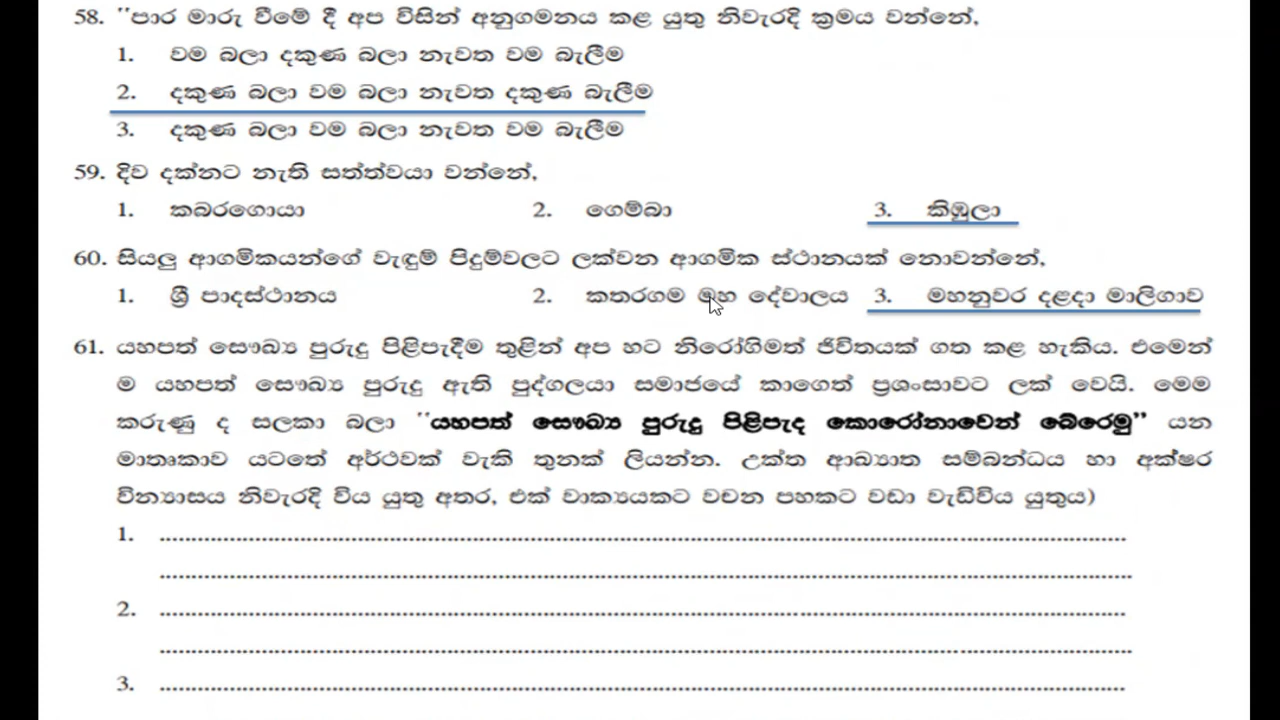 58. "පාර මාරු වීමේ දී අප විසින් අනුගමනය කළ යුතු නිවැරදි ක්‍රමය වන්නේ,
1. වම බලා දකුණ බලා නැවත වම බැලීම
2. දකුණ බලා වම බලා නැවත දකුණ බැලීම
3. දකුණ බලා වම බලා නැවත වම බැලීම
59. දිව දක්නට නැති සත්ත්වයා වන්නේ,
1. කබරගොයා 2. ගෙම්බා 3. කිඹුලා
60. සියලු ආගමිකයන්ගේ වැඳුම් පිදුම්වලට ලක්වන ආගමික ස්ථානයක් නොවන්නේ,
1. ශ්‍රී පාදස්ථානය 2. කතරගම මහ දේවාලය 3. මහනුවර දළදා මාලිගාව
61. යහපත් සෞඛ්‍ය පුරුදු පිළිපැදීම තුළින් අප හට නිරෝගිමත් ජීවිතයක් ගත කළ හැකිය. එමෙන්
ම යහපත් සෞඛ්‍ය පුරුදු ඇති පුද්ගලයා සමාජයේ කාගෙත් ප්‍රශංසාවට ලක් වෙයි. මෙම
කරුණු ද සලකා බලා "යහපත් සෞඛ්‍ය පුරුදු පිළිපැද කොරෝනාවෙන් බේරෙමු" යන
මාතෘකාව යටතේ අර්ථවක් වැකි තුනක් ලියන්න. උක්ත ආඛ්‍යාත සම්බන්ධය හා අක්ෂර
වින්‍යාසය නිවැරදි විය යුතු අතර, එක් වාක්‍යයකට වචන පහකට වඩා වැඩිවිය යුතුය)
1.
2.
3.